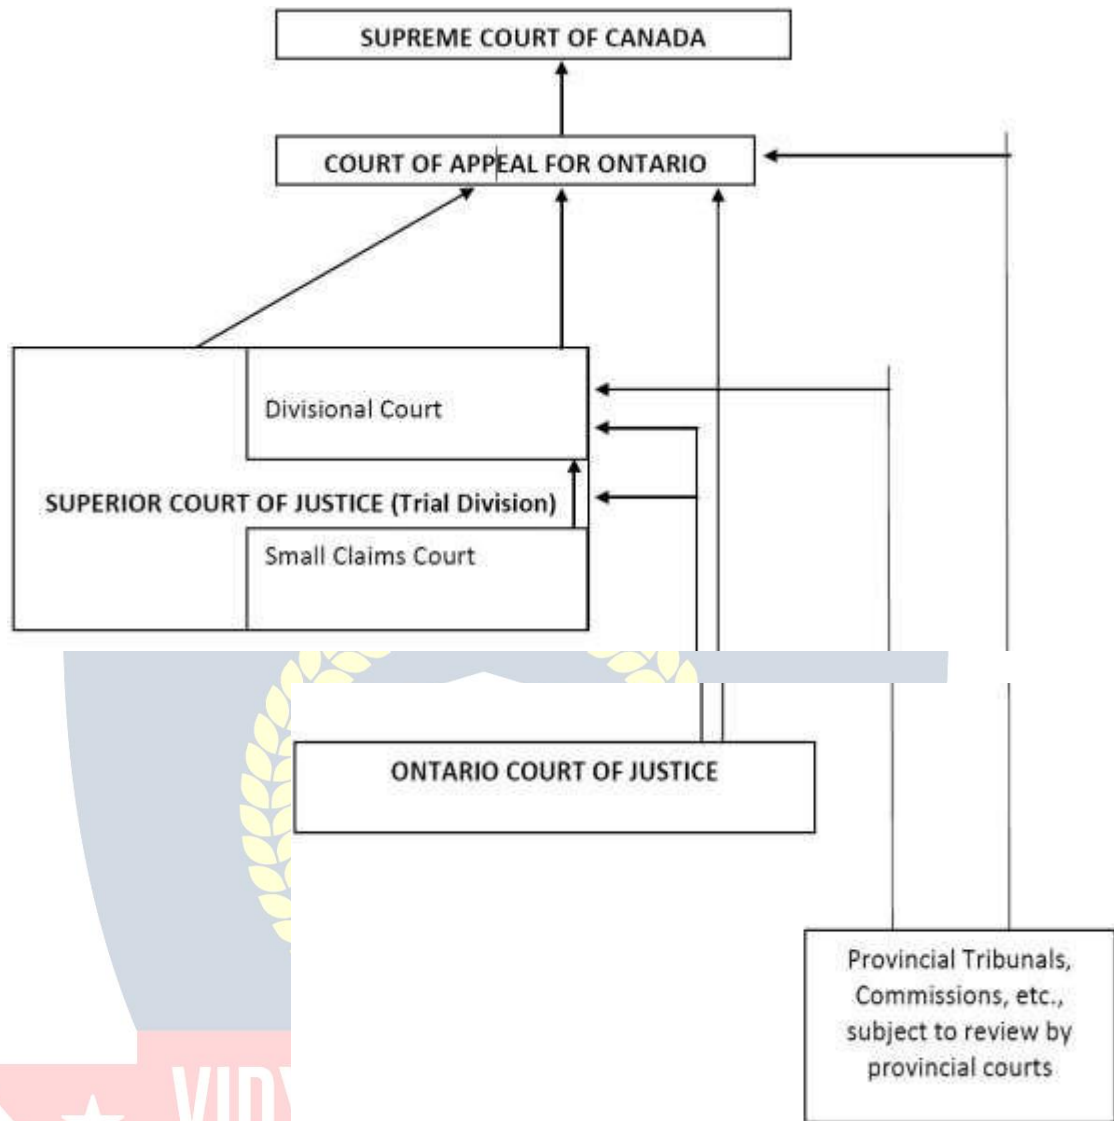 SUPREME COURT OF CANADA
COURT OF APPEAL FOR ONTARIO
Divisional Court
SUPERIOR COURT OF JUSTICE (Trial Division)
Small Claims Court
ONTARIO COURT OF JUSTICE
Provincial Tribunals,
Commissions, etc.,
subject to review by
provincial courts